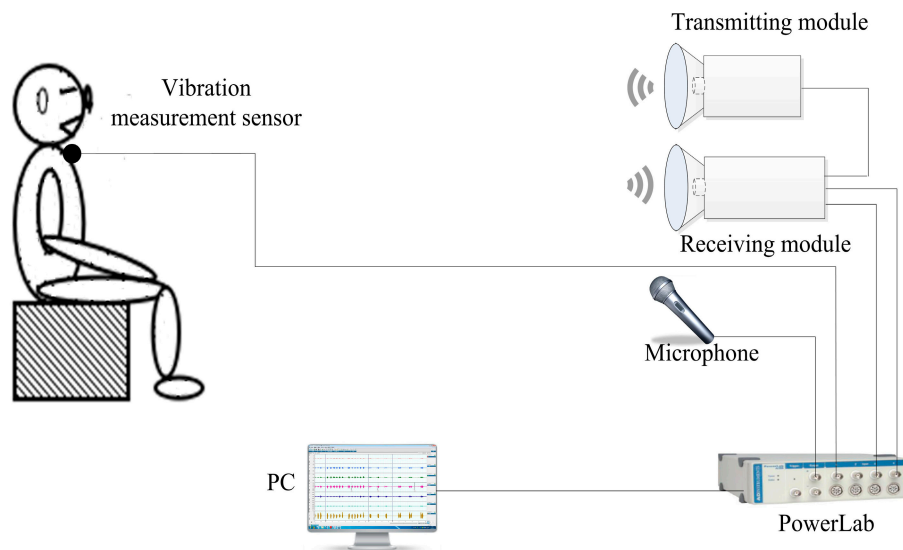 Transmitting module
Vibration
measurement sensor
Receiving module
Microphone
PC
PowerLab